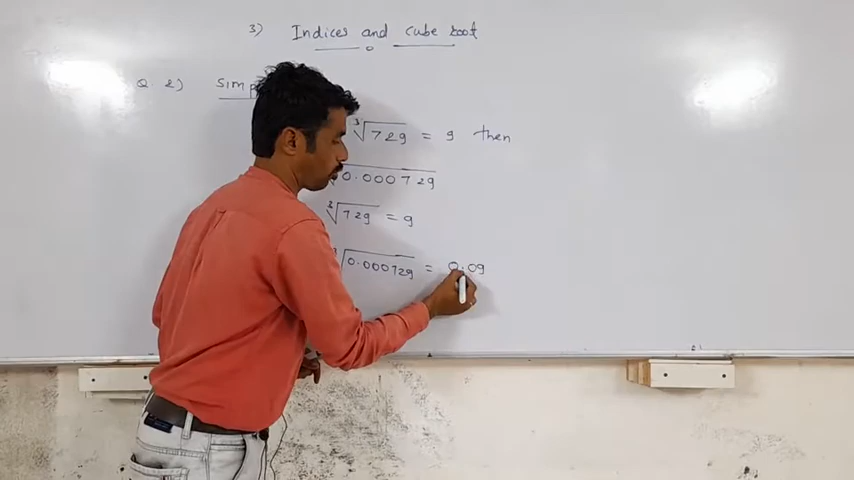 3) Indices and cube root
Q 2) Simp
3√729 = 9 then
√0.000729
3√729 = 9
3√0.000729 = 0.09